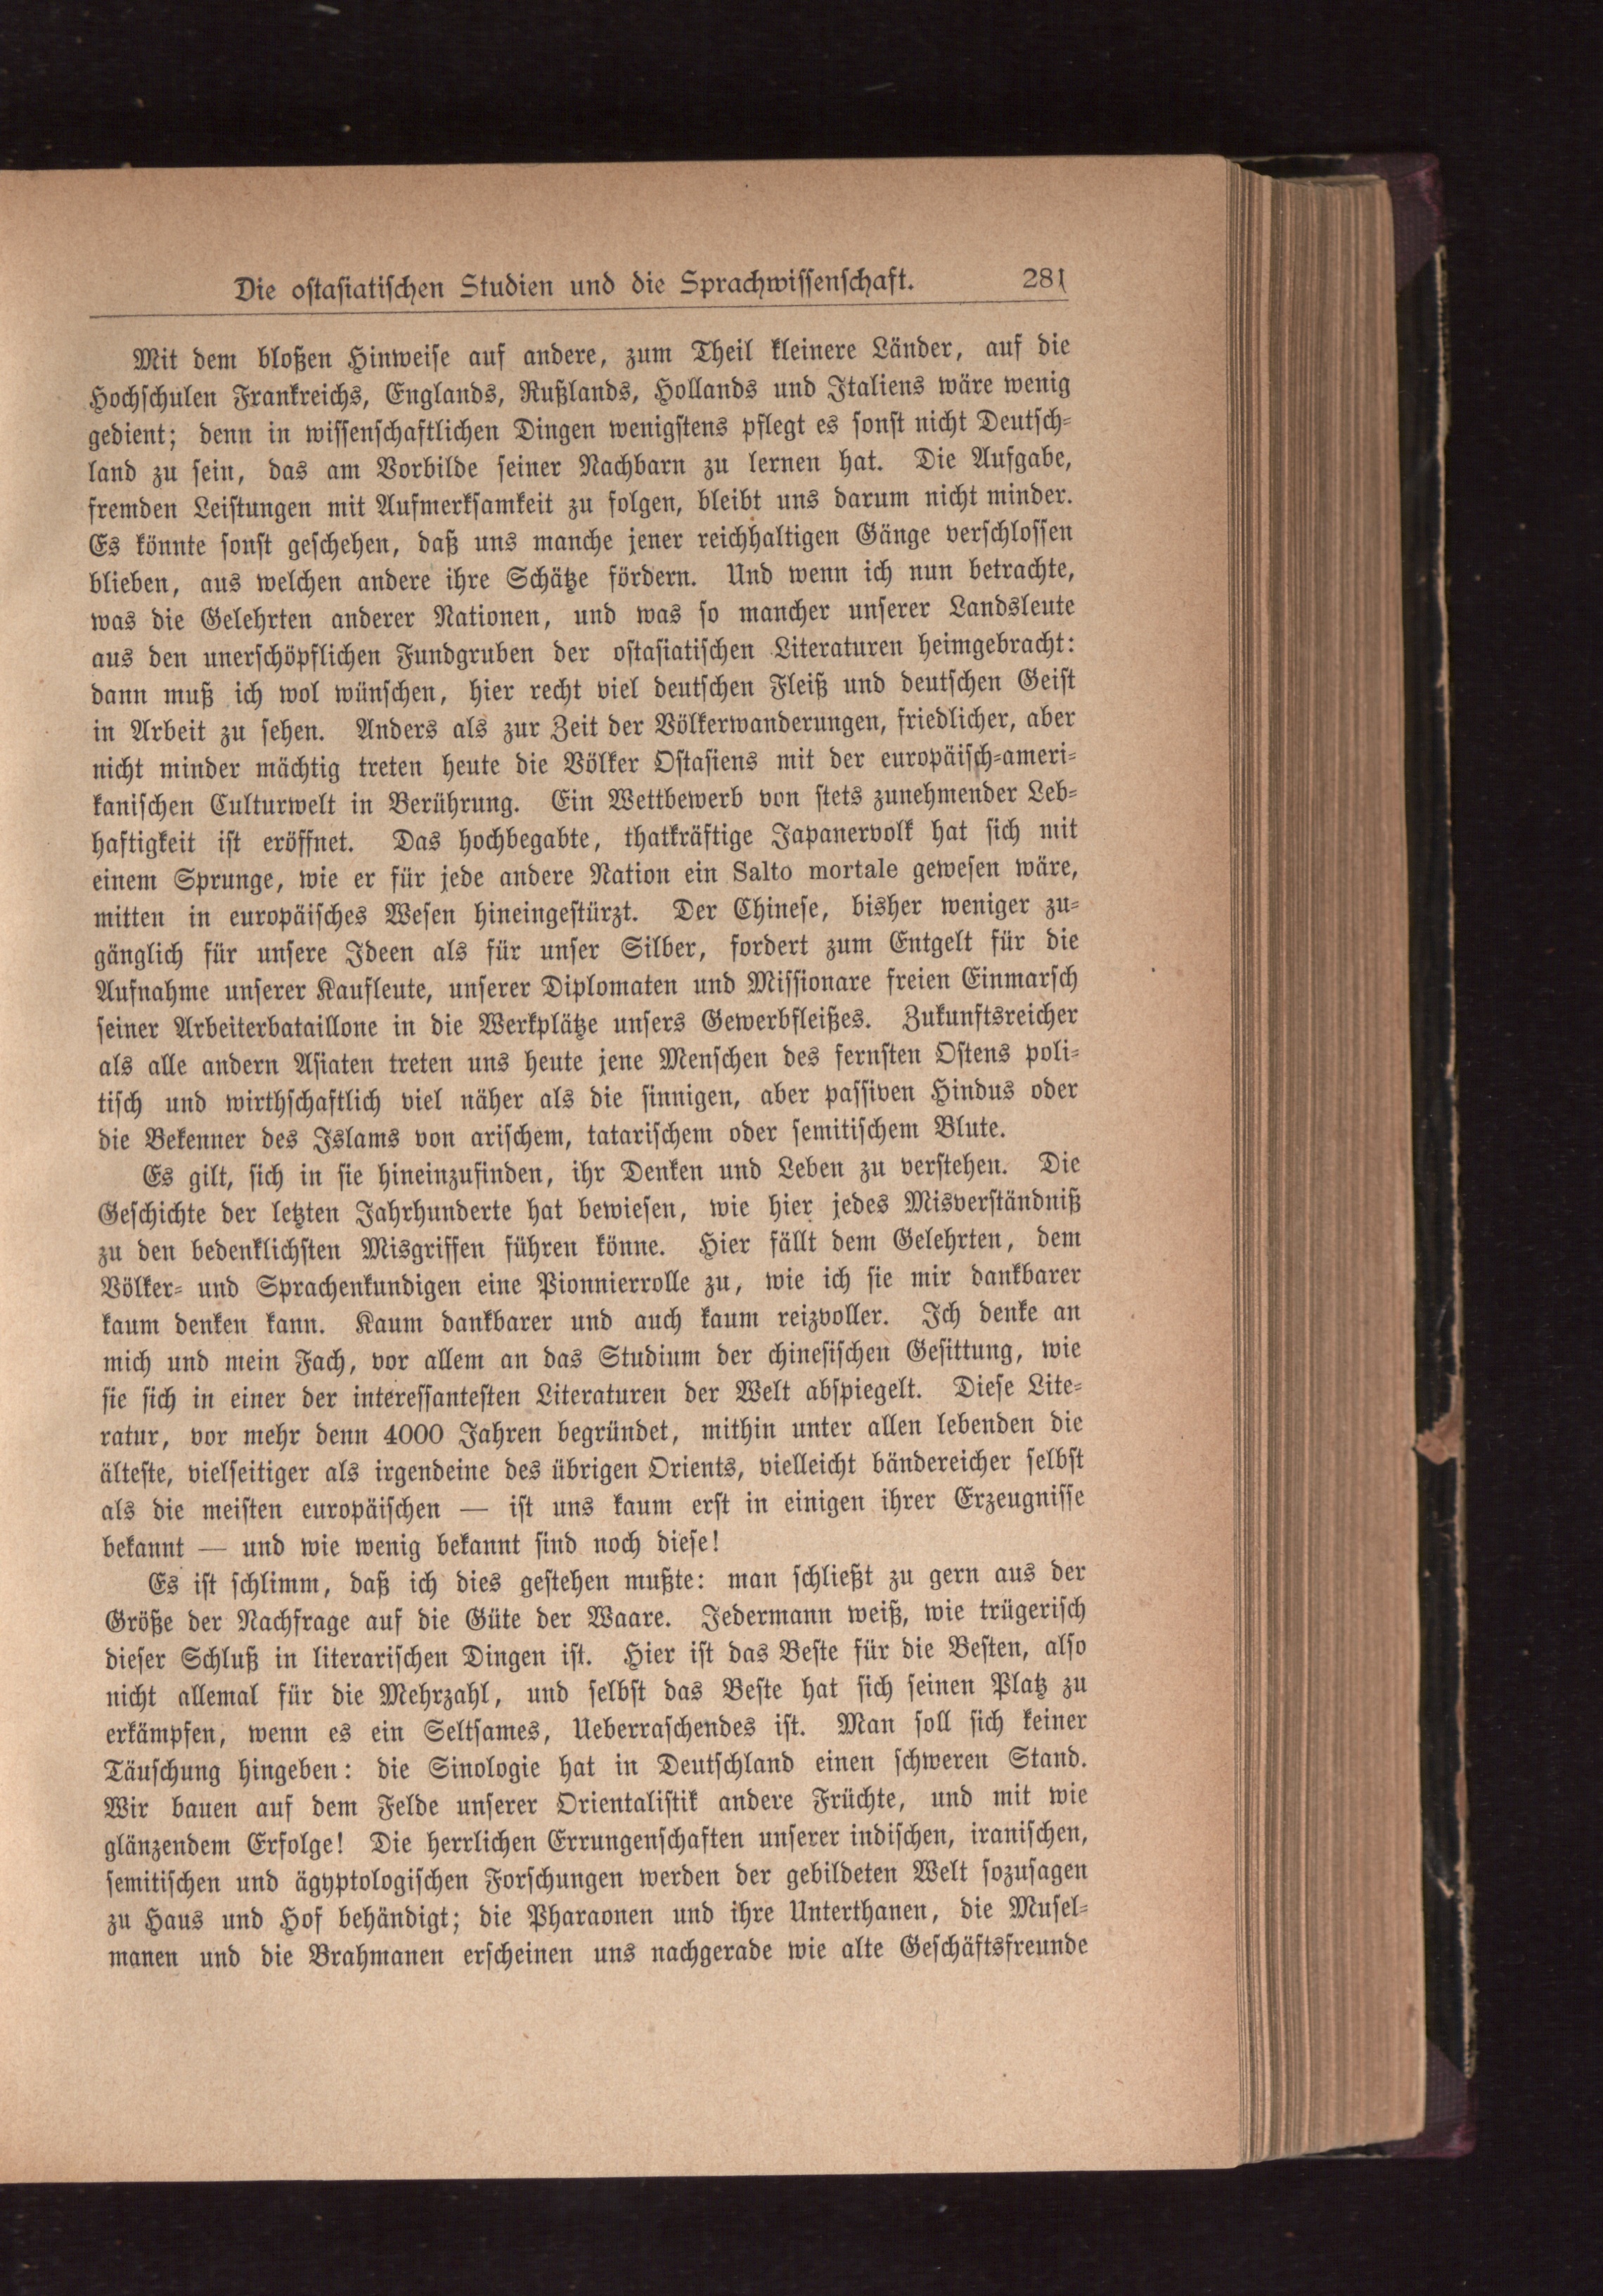 Die ostasiatischen Studien und die Sprachwissenschaft. 281
Mit dem bloßen Hinweise auf andere, zum Theil kleinere Länder, auf die
Hochschulen Frankreichs, Englands, Rußlands, Hollands und Italiens wäre wenig
gedient; denn in wissenschaftlichen Dingen wenigstens pflegt es sonst nicht Deutsch-
land zu sein, das am Vorbilde seiner Nachbarn zu lernen hat. Die Aufgabe,
fremden Leistungen mit Aufmerksamkeit zu folgen, bleibt uns darum nicht minder.
Es könnte sonst geschehen, daß uns manche jener reichhaltigen Gänge verschlossen
blieben, aus welchen andere ihre Schätze fördern. Und wenn ich nun betrachte,
was die Gelehrten anderer Nationen, und was so mancher unserer Landsleute
aus den unerschöpflichen Fundgruben der ostasiatischen Literaturen heimgebracht:
dann muß ich wol wünschen, hier recht viel deutschen Fleiß und deutschen Geist
in Arbeit zu sehen. Anders als zur Zeit der Völkerwanderungen, friedlicher, aber
nicht minder mächtig treten heute die Völker Ostasiens mit der europäisch-ameri-
kanischen Culturwelt in Berührung. Ein Wettbewerb von stets zunehmender Leb-
haftigkeit ist eröffnet. Das hochbegabte, thatkräftige Japanervolk hat sich mit
einem Sprunge, wie er für jede andere Nation ein Salto mortale gewesen wäre,
mitten in europäisches Wesen hineingestürzt. Der Chinese, bisher weniger zu-
gänglich für unsere Ideen als für unser Silber, fordert zum Entgelt für die
Aufnahme unserer Kaufleute, unserer Diplomaten und Missionare freien Einmarsch
seiner Arbeiterbataillone in die Werkplätze unsers Gewerbfleißes. Zukunftsreicher
als alle andern Asiaten treten uns heute jene Menschen des fernsten Ostens poli-
tisch und wirthschaftlich viel näher als die sinnigen, aber passiven Hindus oder
die Bekenner des Islams von arischem, tatarischem oder semitischem Blute.
Es gilt, sich in sie hineinzufinden, ihr Denken und Leben zu verstehen. Die
Geschichte der letzten Jahrhunderte hat bewiesen, wie hier jedes Misverständniß
zu den bedenklichsten Misgriffen führen könne. Hier fällt dem Gelehrten, dem
Völker- und Sprachenkundigen eine Pionnierrolle zu, wie ich sie mir dankbarer
kaum denken kann. Kaum dankbarer und auch kaum reizvoller. Ich denke an
mich und mein Fach, vor allem an das Studium der chinesischen Gesittung, wie
sie sich in einer der interessantesten Literaturen der Welt abspiegelt. Diese Lite-
ratur, vor mehr denn 4000 Jahren begründet, mithin unter allen lebenden die
älteste, vielseitiger als irgendeine des übrigen Orients, vielleicht bändereicher selbst
als die meisten europäischen — ist uns kaum erst in einigen ihrer Erzeugnisse
bekannt — und wie wenig bekannt sind noch diese!
Es ist schlimm, daß ich dies gestehen mußte: man schließt zu gern aus der
Größe der Nachfrage auf die Güte der Waare. Jedermann weiß, wie trügerisch
dieser Schluß in literarischen Dingen ist. Hier ist das Beste für die Besten, also
nicht allemal für die Mehrzahl, und selbst das Beste hat sich seinen Platz zu
erkämpfen, wenn es ein Seltsames, Ueberraschendes ist. Man soll sich keiner
Täuschung hingeben: die Sinologie hat in Deutschland einen schweren Stand.
Wir bauen auf dem Felde unserer Orientalistik andere Früchte, und mit wie
glänzendem Erfolge! Die herrlichen Errungenschaften unserer indischen, iranischen,
semitischen und ägyptologischen Forschungen werden der gebildeten Welt sozusagen
zu Haus und Hof behändigt; die Pharaonen und ihre Unterthanen, die Musel-
manen und die Brahmanen erscheinen uns nachgerade wie alte Geschäftsfreunde